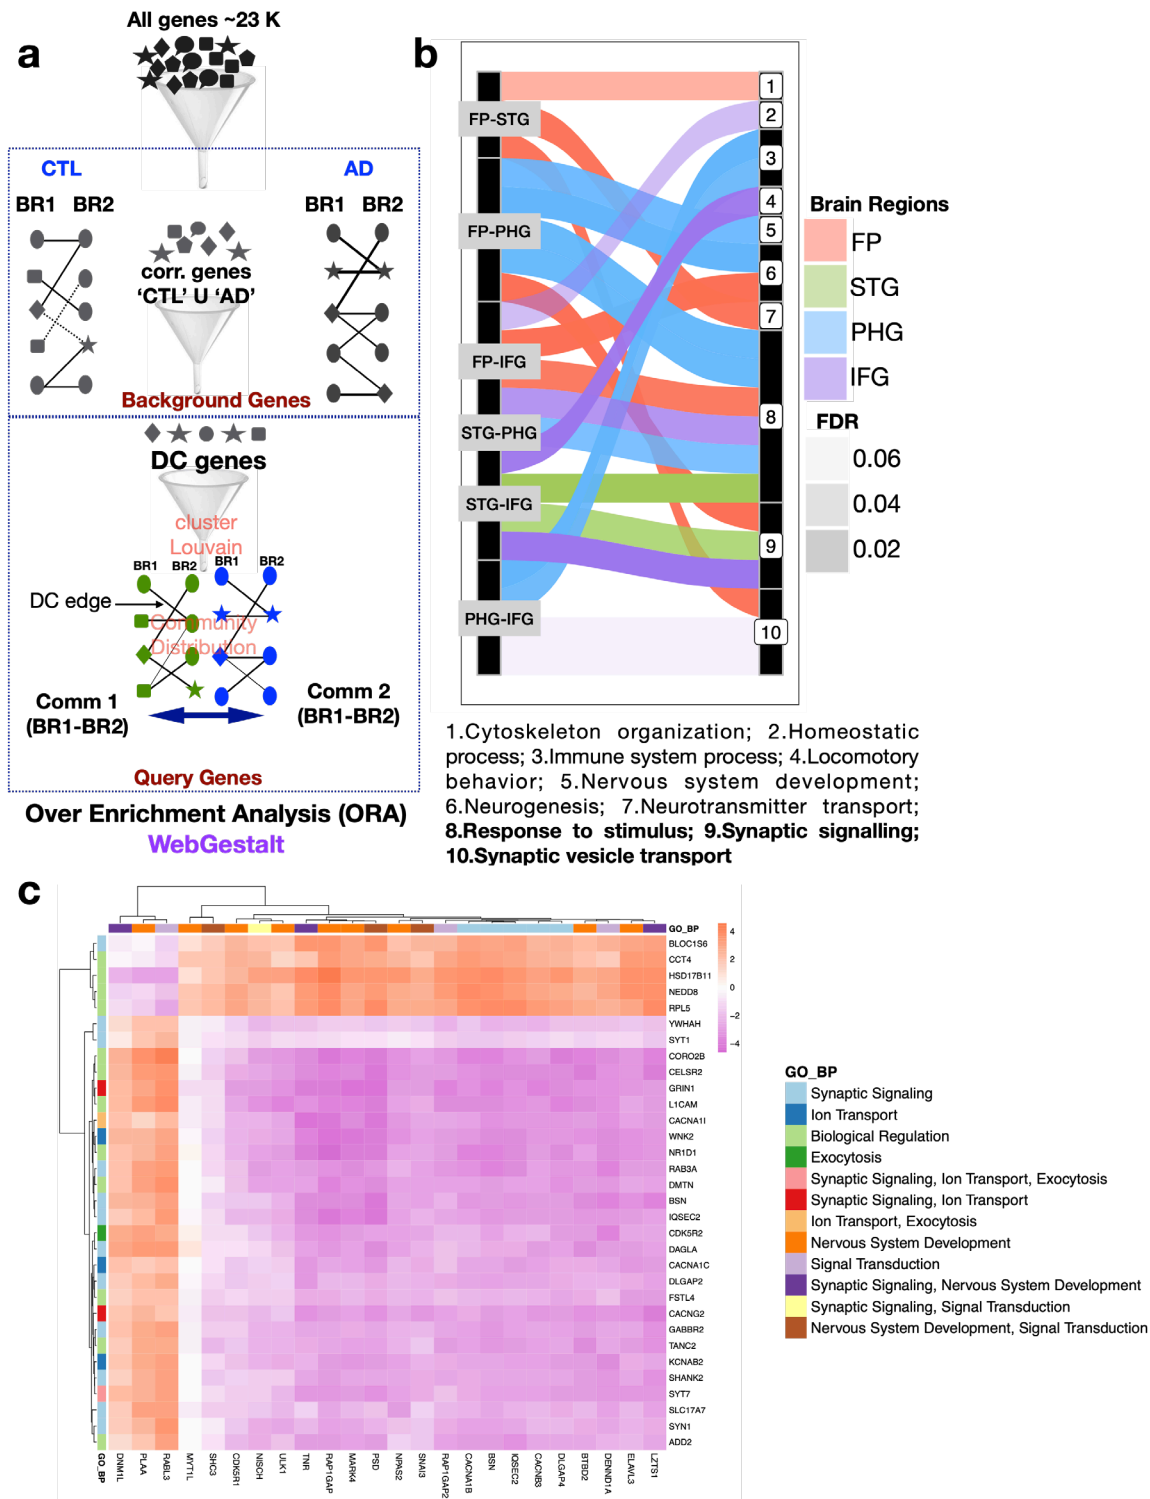 a
All genes ~23 K
CTL
AD
BR1 BR2
BR1 BR2
corr. genes
‘CTL’ U ‘AD’
Background Genes
DC genes
cluster
Louvain
BR1 BR2 BR1 BR2
DC edge
Community
Distribution
Comm 1
(BR1-BR2)
Comm 2
(BR1-BR2)
Query Genes
Over Enrichment Analysis (ORA)
WebGestalt
b
FP-STG
FP-PHG
FP-IFG
STG-PHG
STG-IFG
PHG-IFG
1
2
3
4
5
6
7
8
9
10
Brain Regions
FP
STG
PHG
IFG
FDR
0.06
0.04
0.02
1.Cytoskeleton organization; 2.Homeostatic
process; 3.Immune system process; 4.Locomotory
behavior; 5.Nervous system development;
6.Neurogenesis; 7.Neurotransmitter transport;
8.Response to stimulus; 9.Synaptic signalling;
10.Synaptic vesicle transport
c
GO_BP
BLOC1S6
CCT4
HSD17B11
NEDD8
RPL5
YWHAH
SYT1
CORO2B
CELSR2
GRIN1
L1CAM
CACNA1I
WNK2
NR1D1
RAB3A
DMTN
BSN
IQSEC2
CDK5R2
DAGLA
CACNA1C
DLGAP2
FSTL4
CACNG2
GABBR2
TANC2
KCNAB2
SHANK2
SYT7
SLC17A7
SYN1
ADD2
4
2
0
−2
−4
GO_BP
DNM1L
PLAA
RABL3
MYT1L
SHC3
CDK5R1
NISCH
ULK1
TNR
RAP1GAP
MARK4
PSD
NPAS2
SNAI3
RAP1GAP2
CACNA1B
BSN
IQSEC2
CACNB3
DLGAP4
BTBD2
DENND1A
ELAVL3
LZTS1
GO_BP
Synaptic Signaling
Ion Transport
Biological Regulation
Exocytosis
Synaptic Signaling, Ion Transport, Exocytosis
Synaptic Signaling, Ion Transport
Ion Transport, Exocytosis
Nervous System Development
Signal Transduction
Synaptic Signaling, Nervous System Development
Synaptic Signaling, Signal Transduction
Nervous System Development, Signal Transduction